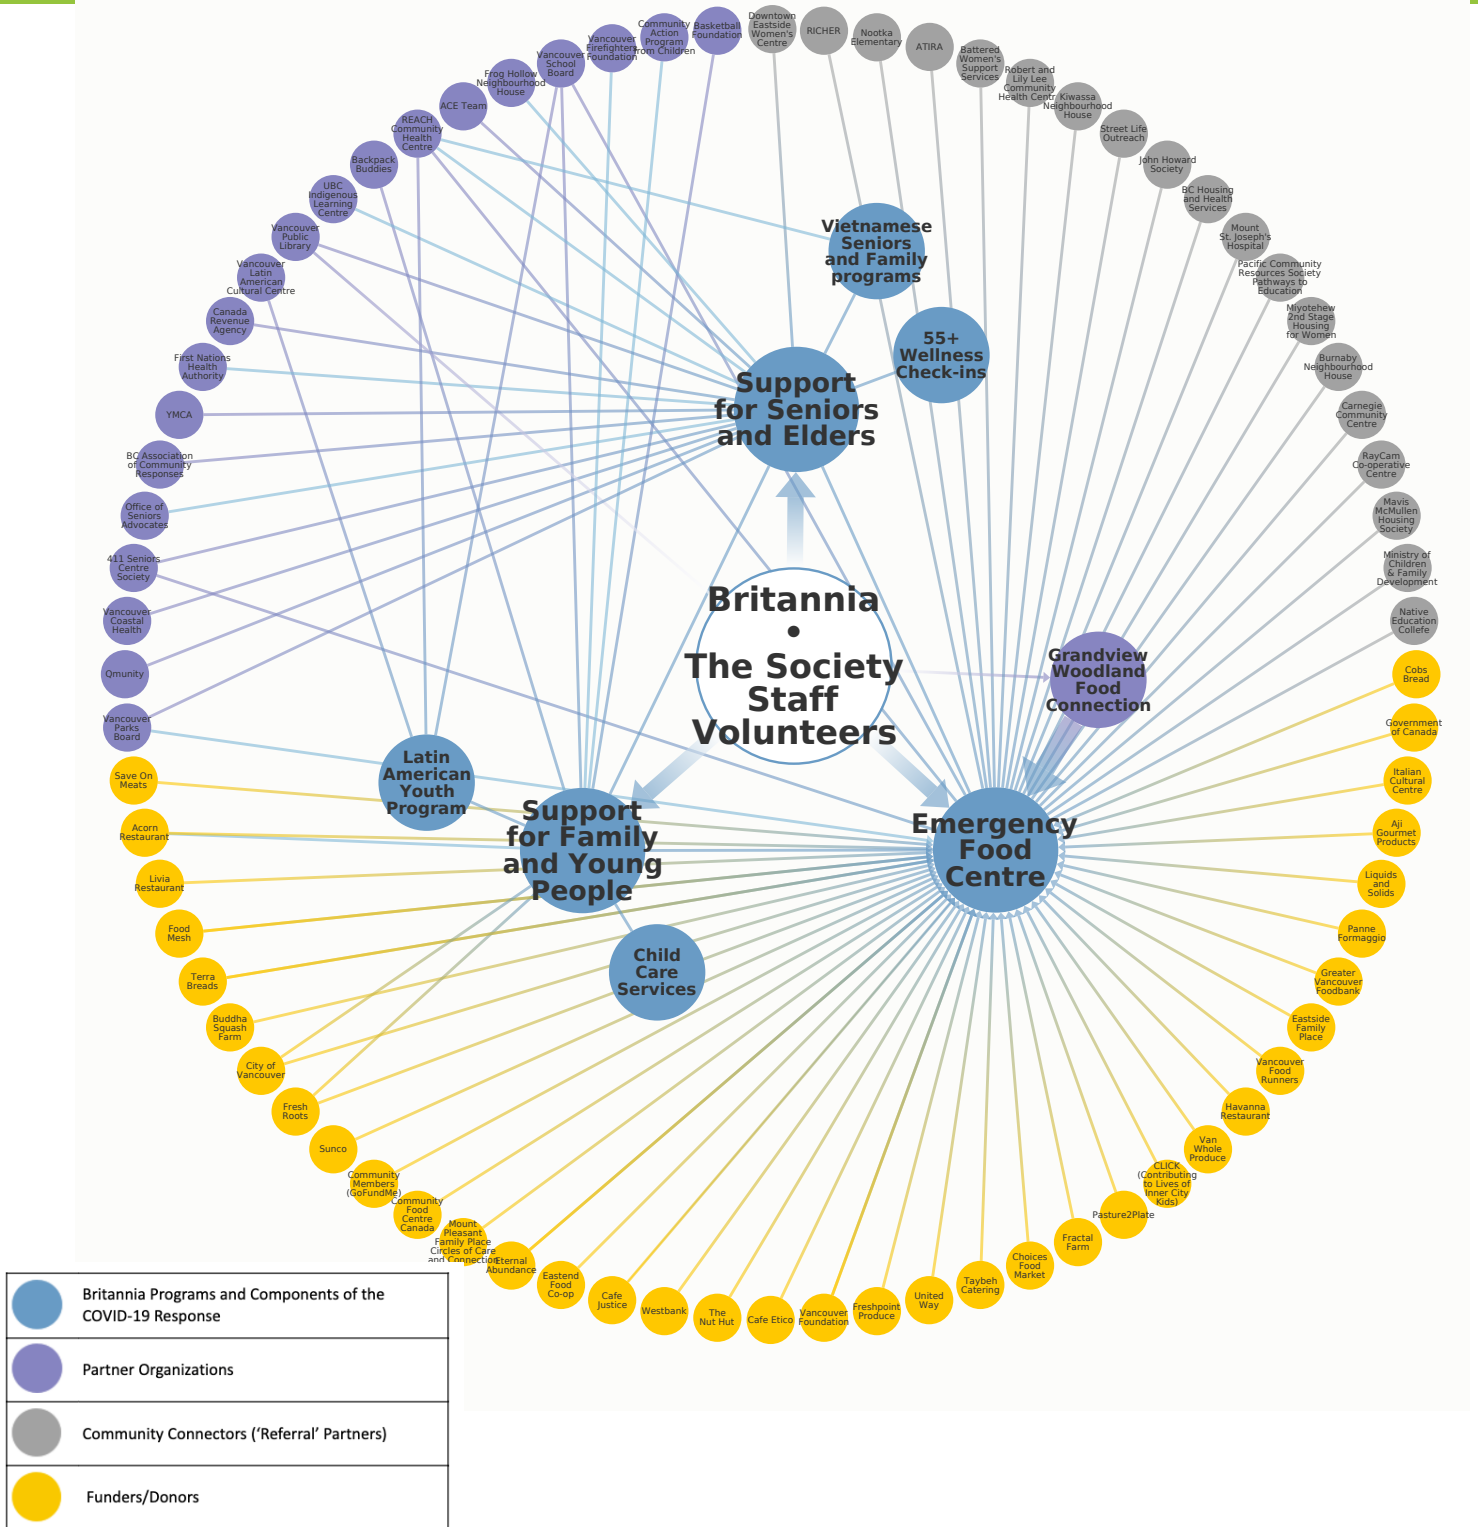 Basketball
Foundation
Community
Action
Program
from Children
Vancouver
Firefighters
Foundation
Vancouver
School
Board
Frog Hollow
Neighbourhood
House
ACE Team
REACH
Community
Health
Centre
Backpack
Buddies
UBC
Indigenous
Learning
Centre
Vancouver
Public
Library
Vancouver
Latin
American
Cultural Centre
Canada
Revenue
Agency
First Nations
Health
Authority
YMCA
BC Association
of Community
Responses
Office of
Seniors
Advocates
411 Seniors
Centre
Society
Vancouver
Coastal
Health
Qmunity
Vancouver
Parks
Board
Downtown
Eastside
Women's
Centre
RICHER
Nootka
Elementary
ATIRA
Battered
Women's
Support
Services
Robert and
Lily Lee
Community
Health Centr
Kiwassa
Neighbourhood
House
Street Life
Outreach
John Howard
Society
BC Housing
and Health
Services
Mount
St. Joseph's
Hospital
Pacific Community
Resources Society
Pathways to
Education
Miyotehew
2nd Stage
Housing
for Women
Burnaby
Neighbourhood
House
Carnegie
Community
Centre
RayCam
Co-operative
Centre
Mavis
McMullen
Housing
Society
Ministry of
Children
& Family
Development
Native
Education
Collefe
Vietnamese
Seniors
and Family
programs
55+
Wellness
Check-ins
Support
for Seniors
and Elders
Britannia
•
The Society
Staff
Volunteers
Grandview
Woodland
Food
Connection
Latin
American
Youth
Program
Support
for Family
and Young
People
Emergency
Food
Centre
Child
Care
Services
Cobs
Bread
Government
of Canada
Italian
Cultural
Centre
Aji
Gourmet
Products
Liquids
and
Solids
Panne
Formaggio
Greater
Vancouver
Foodbank
Eastside
Family
Place
Vancouver
Food
Runners
Havanna
Restaurant
Van
Whole
Produce
CLICK
(Contributing
to Lives of
Inner City
Kids)
Pasture2Plate
Fractal
Farm
Choices
Food
Market
Taybeh
Catering
United
Way
Freshpoint
Produce
Vancouver
Foundation
Cafe Etico
The
Nut Hut
Westbank
Cafe
Justice
Eastend
Food
Co-op
Eternal
Abundance
Mount
Pleasant
Family Place
Circles of Care
and Connection
Community
Food
Centre
Canada
Community
Members
(GoFundMe)
Sunco
Fresh
Roots
City of
Vancouver
Buddha
Squash
Farm
Terra
Breads
Food
Mesh
Livia
Restaurant
Acorn
Restaurant
Save On
Meats
Britannia Programs and Components of the
COVID-19 Response
Partner Organizations
Community Connectors (‘Referral’ Partners)
Funders/Donors